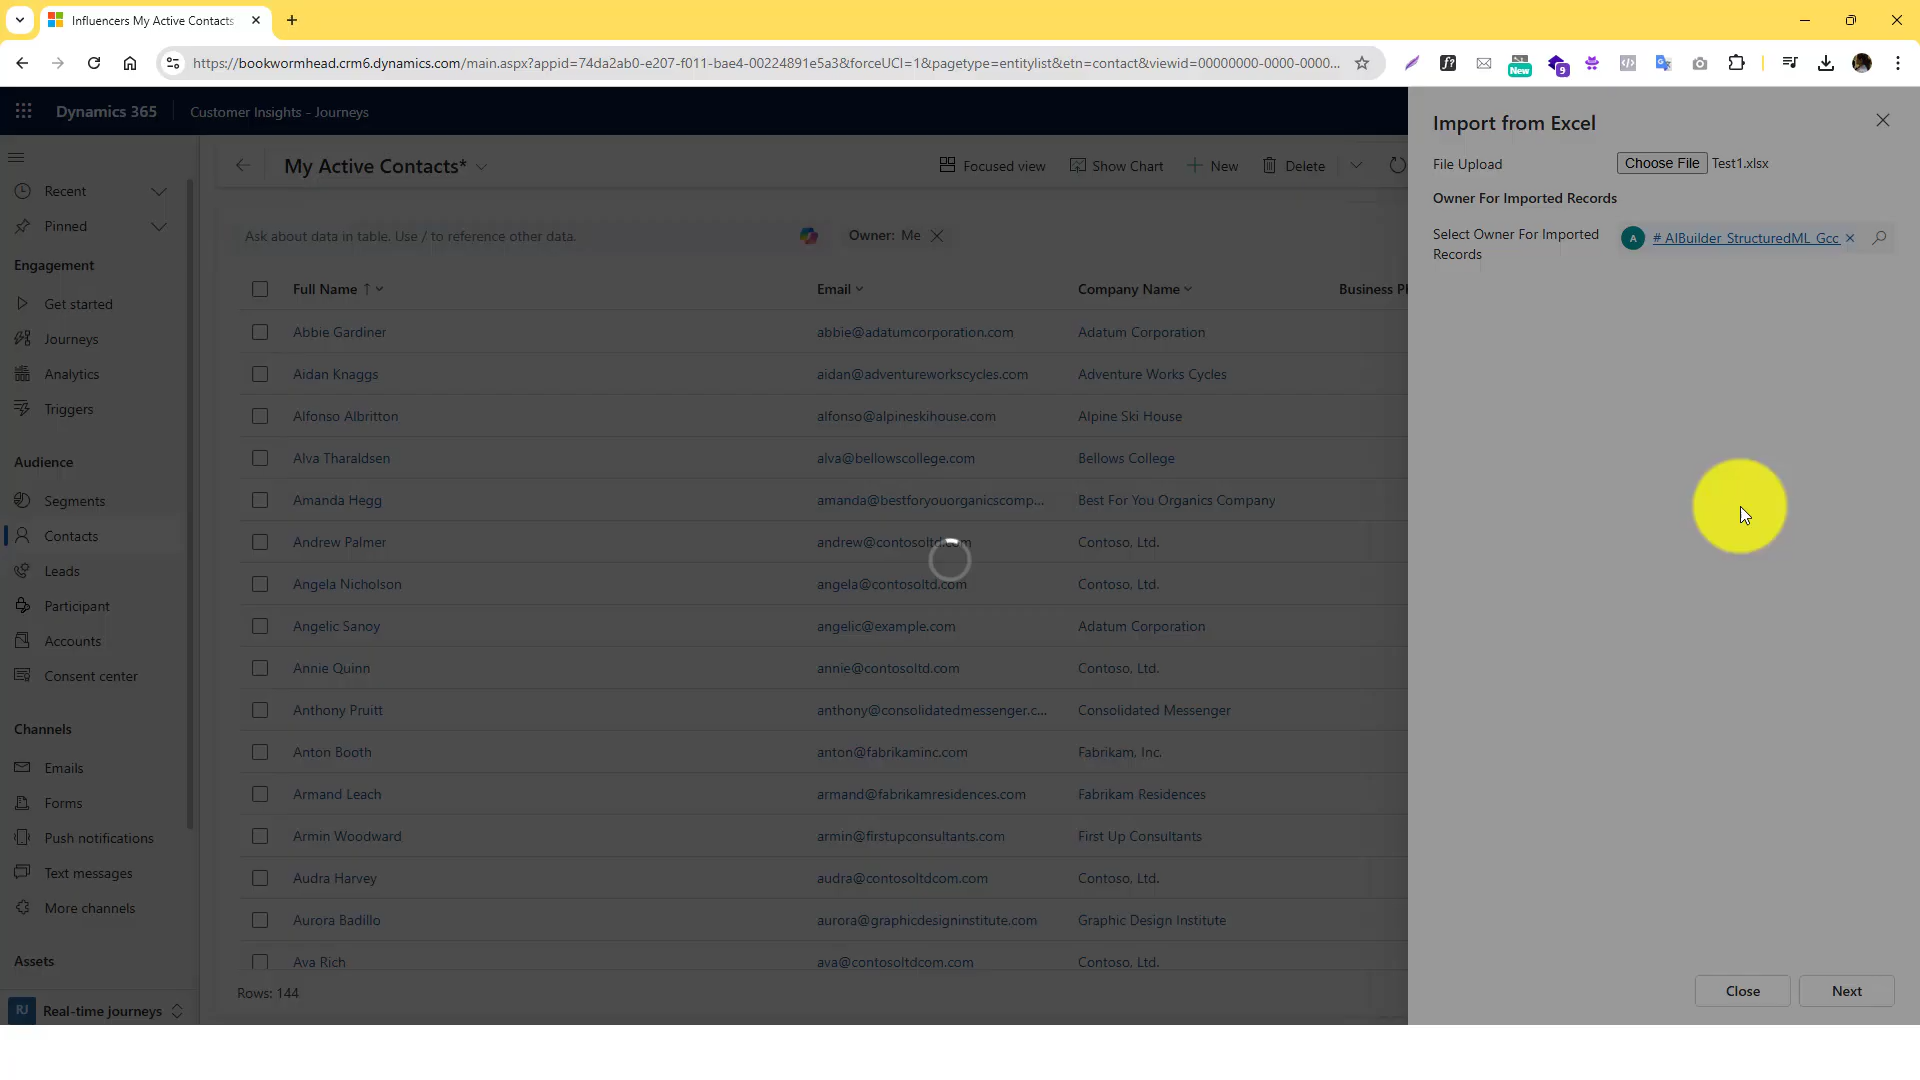 Influencers My Active Contacts
https://bookwormhead.crm6.dynamics.com/main.aspx?appid=74da2ab0-e207-f011-bae4-00224891e5a3&forceUCI=1&pagetype=entitylist&etn=contact&viewid=00000000-0000-0000...
f?
New
9
Dynamics 365
Customer Insights - Journeys
Recent
Pinned
Engagement
Get started
Journeys
Analytics
Triggers
Audience
Segments
Contacts
Leads
Participant
Accounts
Consent center
Channels
Emails
Forms
Push notifications
Text messages
More channels
Assets
RJ Real-time journeys
My Active Contacts*
Focused view
Show Chart
New
Delete
Ask about data in table. Use / to reference other data.
Owner: Me
Full Name Email Company Name Business P
Abbie Gardiner abbie@adatumcorporation.com Adatum Corporation
Aidan Knaggs aidan@adventureworkscycles.com Adventure Works Cycles
Alfonso Albritton alfonso@alpineskihouse.com Alpine Ski House
Alva Tharaldsen alva@bellowscollege.com Bellows College
Amanda Hegg amanda@bestforyouorganicscomp... Best For You Organics Company
Andrew Palmer andrew@contosoltd.com Contoso, Ltd.
Angela Nicholson angela@contosoltd.com Contoso, Ltd.
Angelic Sanoy angelic@example.com Adatum Corporation
Annie Quinn annie@contosoltd.com Contoso, Ltd.
Anthony Pruitt anthony@consolidatedmessenger.c... Consolidated Messenger
Anton Booth anton@fabrikaminc.com Fabrikam, Inc.
Armand Leach armand@fabrikamresidences.com Fabrikam Residences
Armin Woodward armin@firstupconsultants.com First Up Consultants
Audra Harvey audra@contosoltdcom.com Contoso, Ltd.
Aurora Badillo aurora@graphicdesigninstitute.com Graphic Design Institute
Ava Rich ava@contosoltdcom.com Contoso, Ltd.
Rows: 144
Import from Excel
File Upload
Choose File Test1.xlsx
Owner For Imported Records
Select Owner For Imported
Records
A # AIBuilder_StructuredML_Gcc
Close
Next